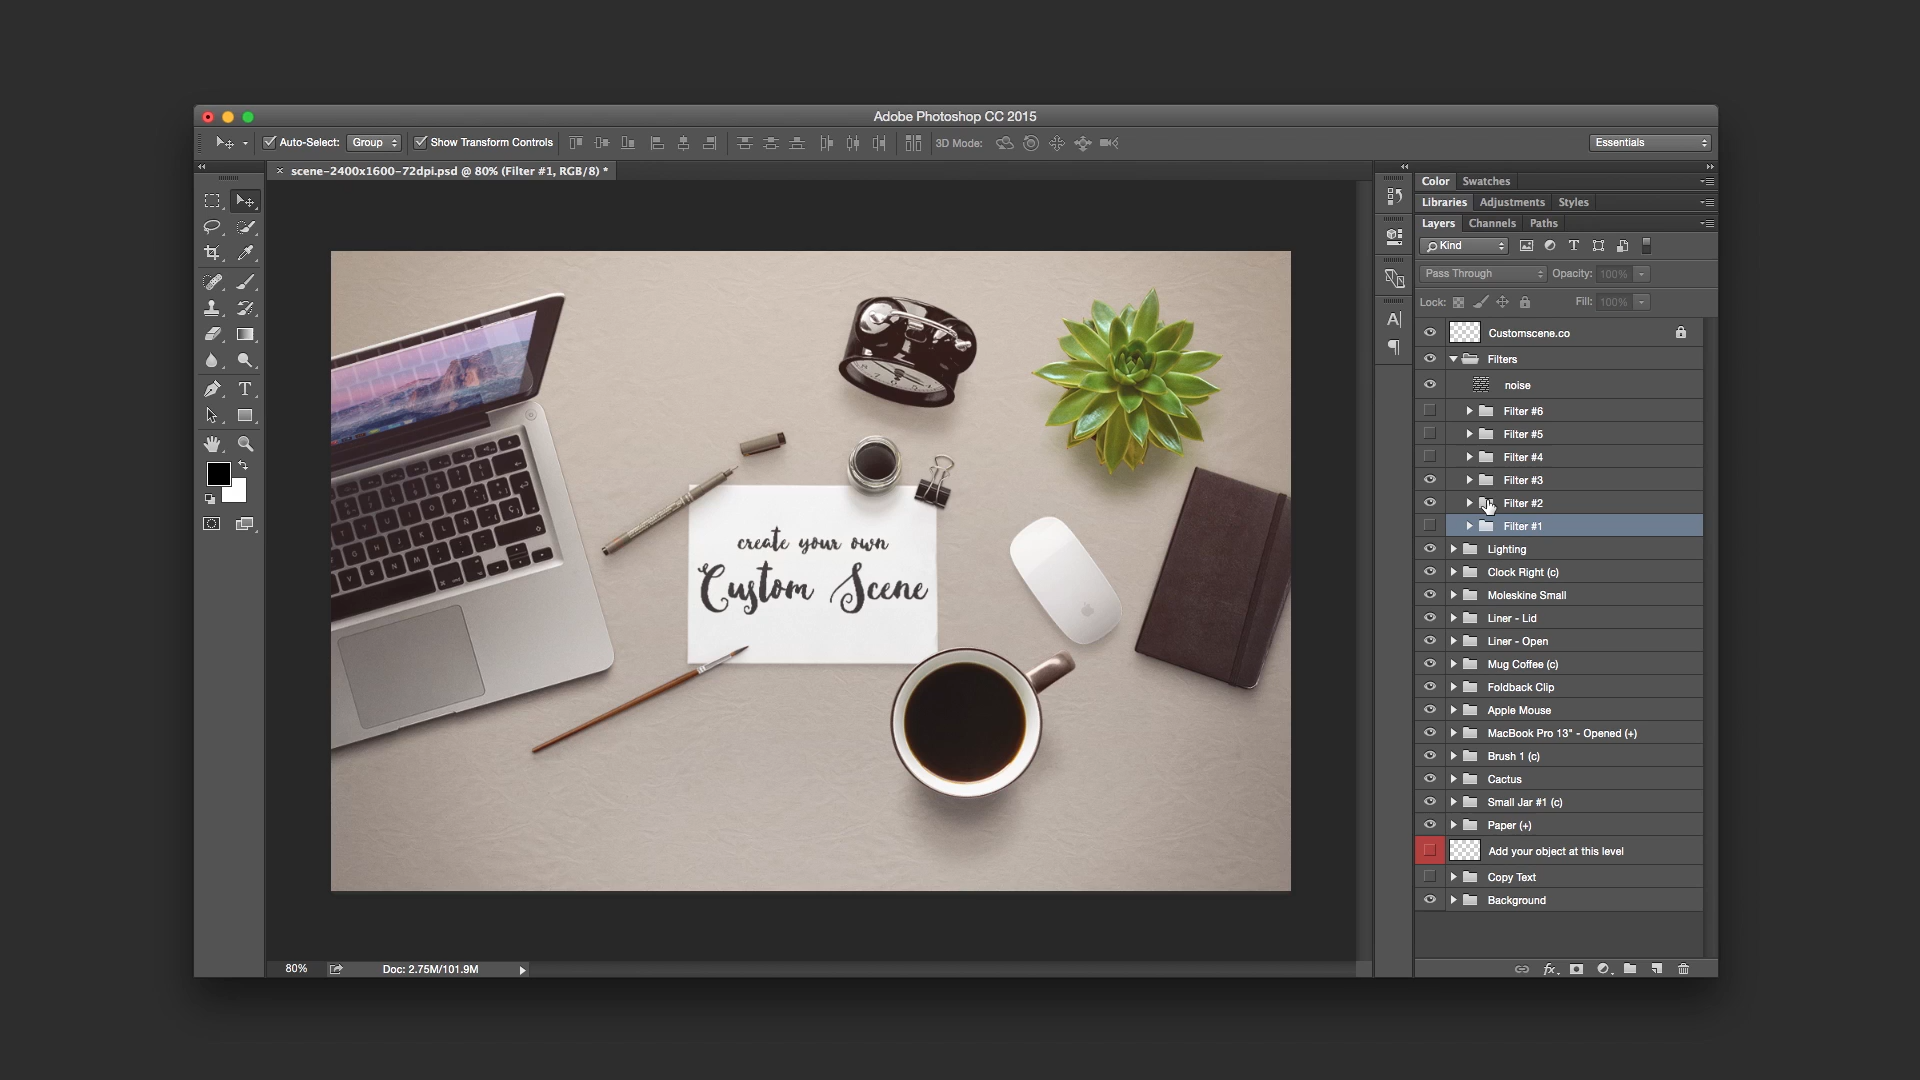 Adobe Photoshop CC 2015
Auto-Select: Group Show Transform Controls 3D Mode: Essentials
× scene-2400x1600-72dpi.psd @ 80% (Filter #1, RGB/8) *
Color Swatches
Libraries Adjustments Styles
Layers Channels Paths
Kind
Pass Through Opacity: 100%
Lock: Fill: 100%
Customscene.co
Filters
noise
Filter #6
Filter #5
Filter #4
Filter #3
Filter #2
Filter #1
Lighting
Clock Right (c)
Moleskine Small
Liner - Lid
Liner - Open
Mug Coffee (c)
Foldback Clip
Apple Mouse
MacBook Pro 13" - Opened (+)
Brush 1 (c)
Cactus
Small Jar #1 (c)
Paper (+)
Add your object at this level
Copy Text
Background
create your own
Custom Scene
80% Doc: 2.75M/101.9M
fx